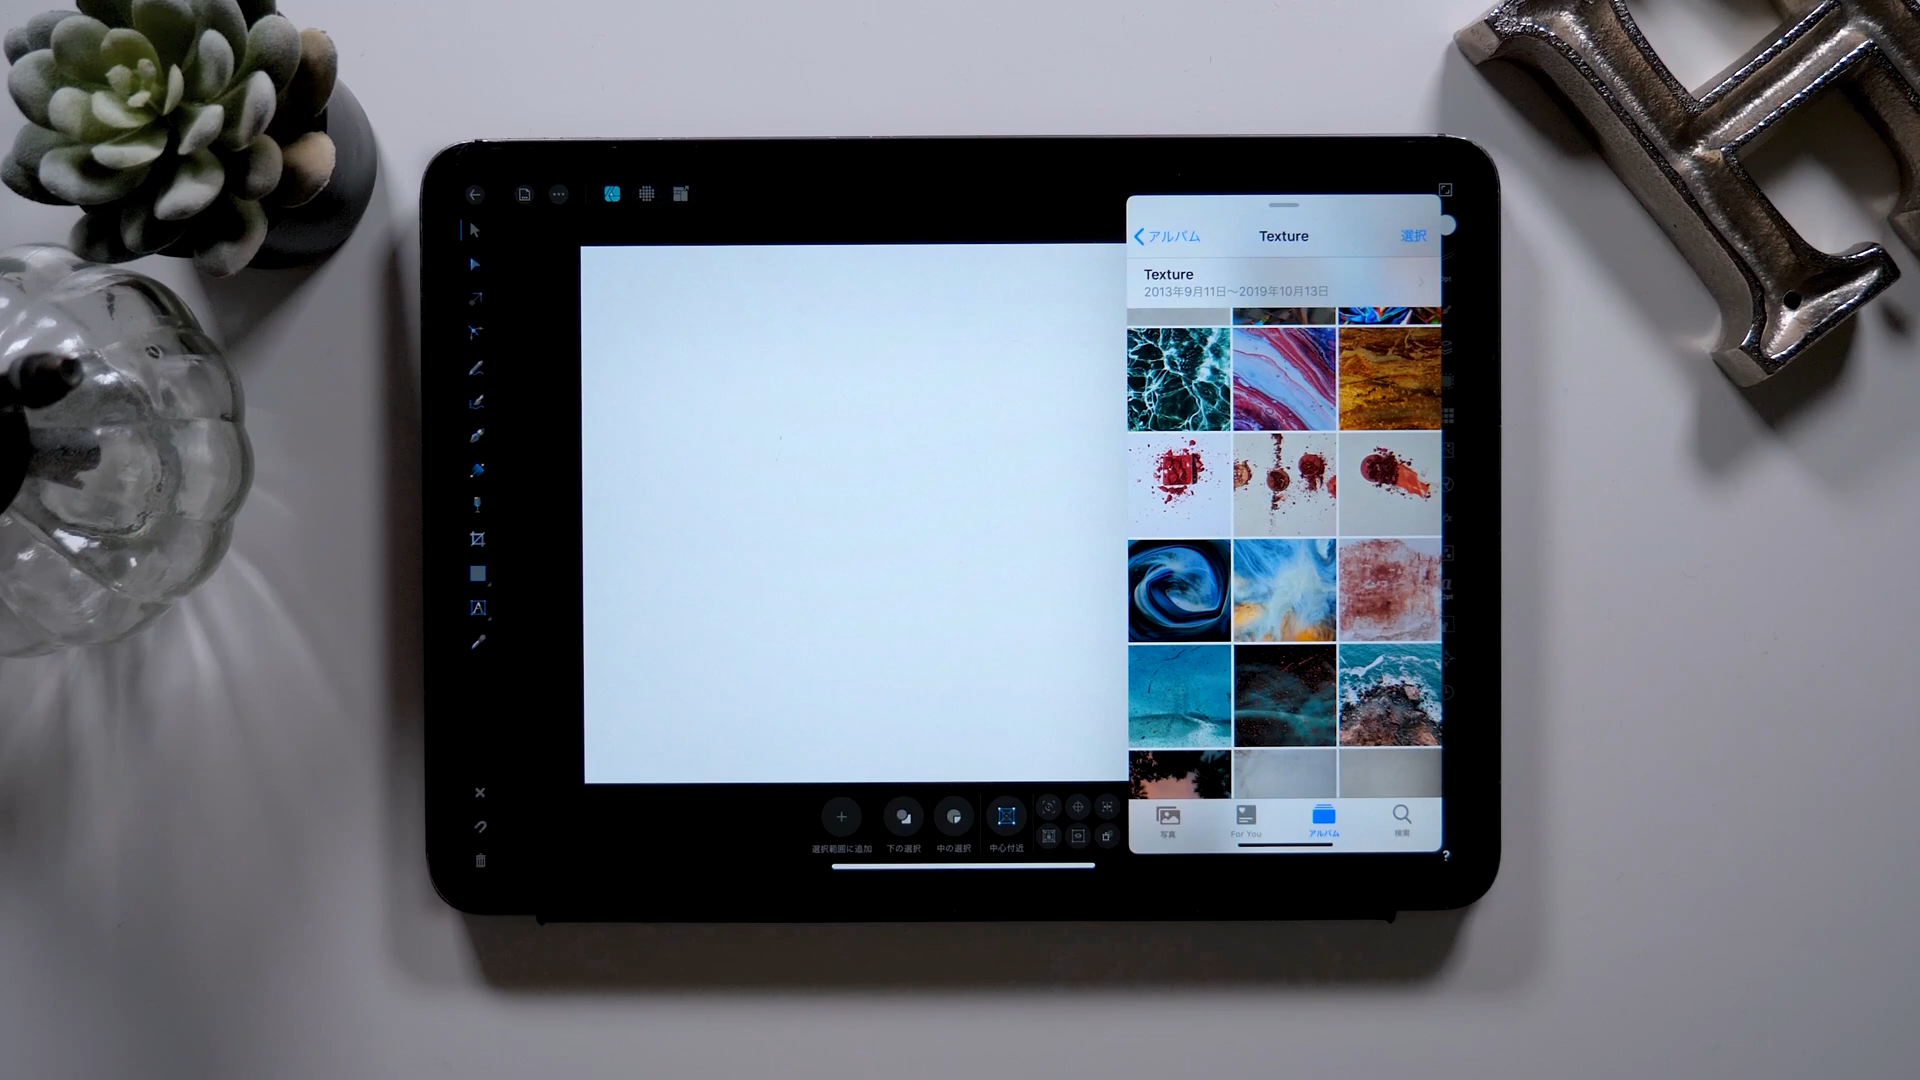 アルバム
Texture
選択
Texture
2013年9月11日〜2019年10月13日
選択範囲に追加
下の選択
中の選択
中心付近
写真
For You
アルバム
検索